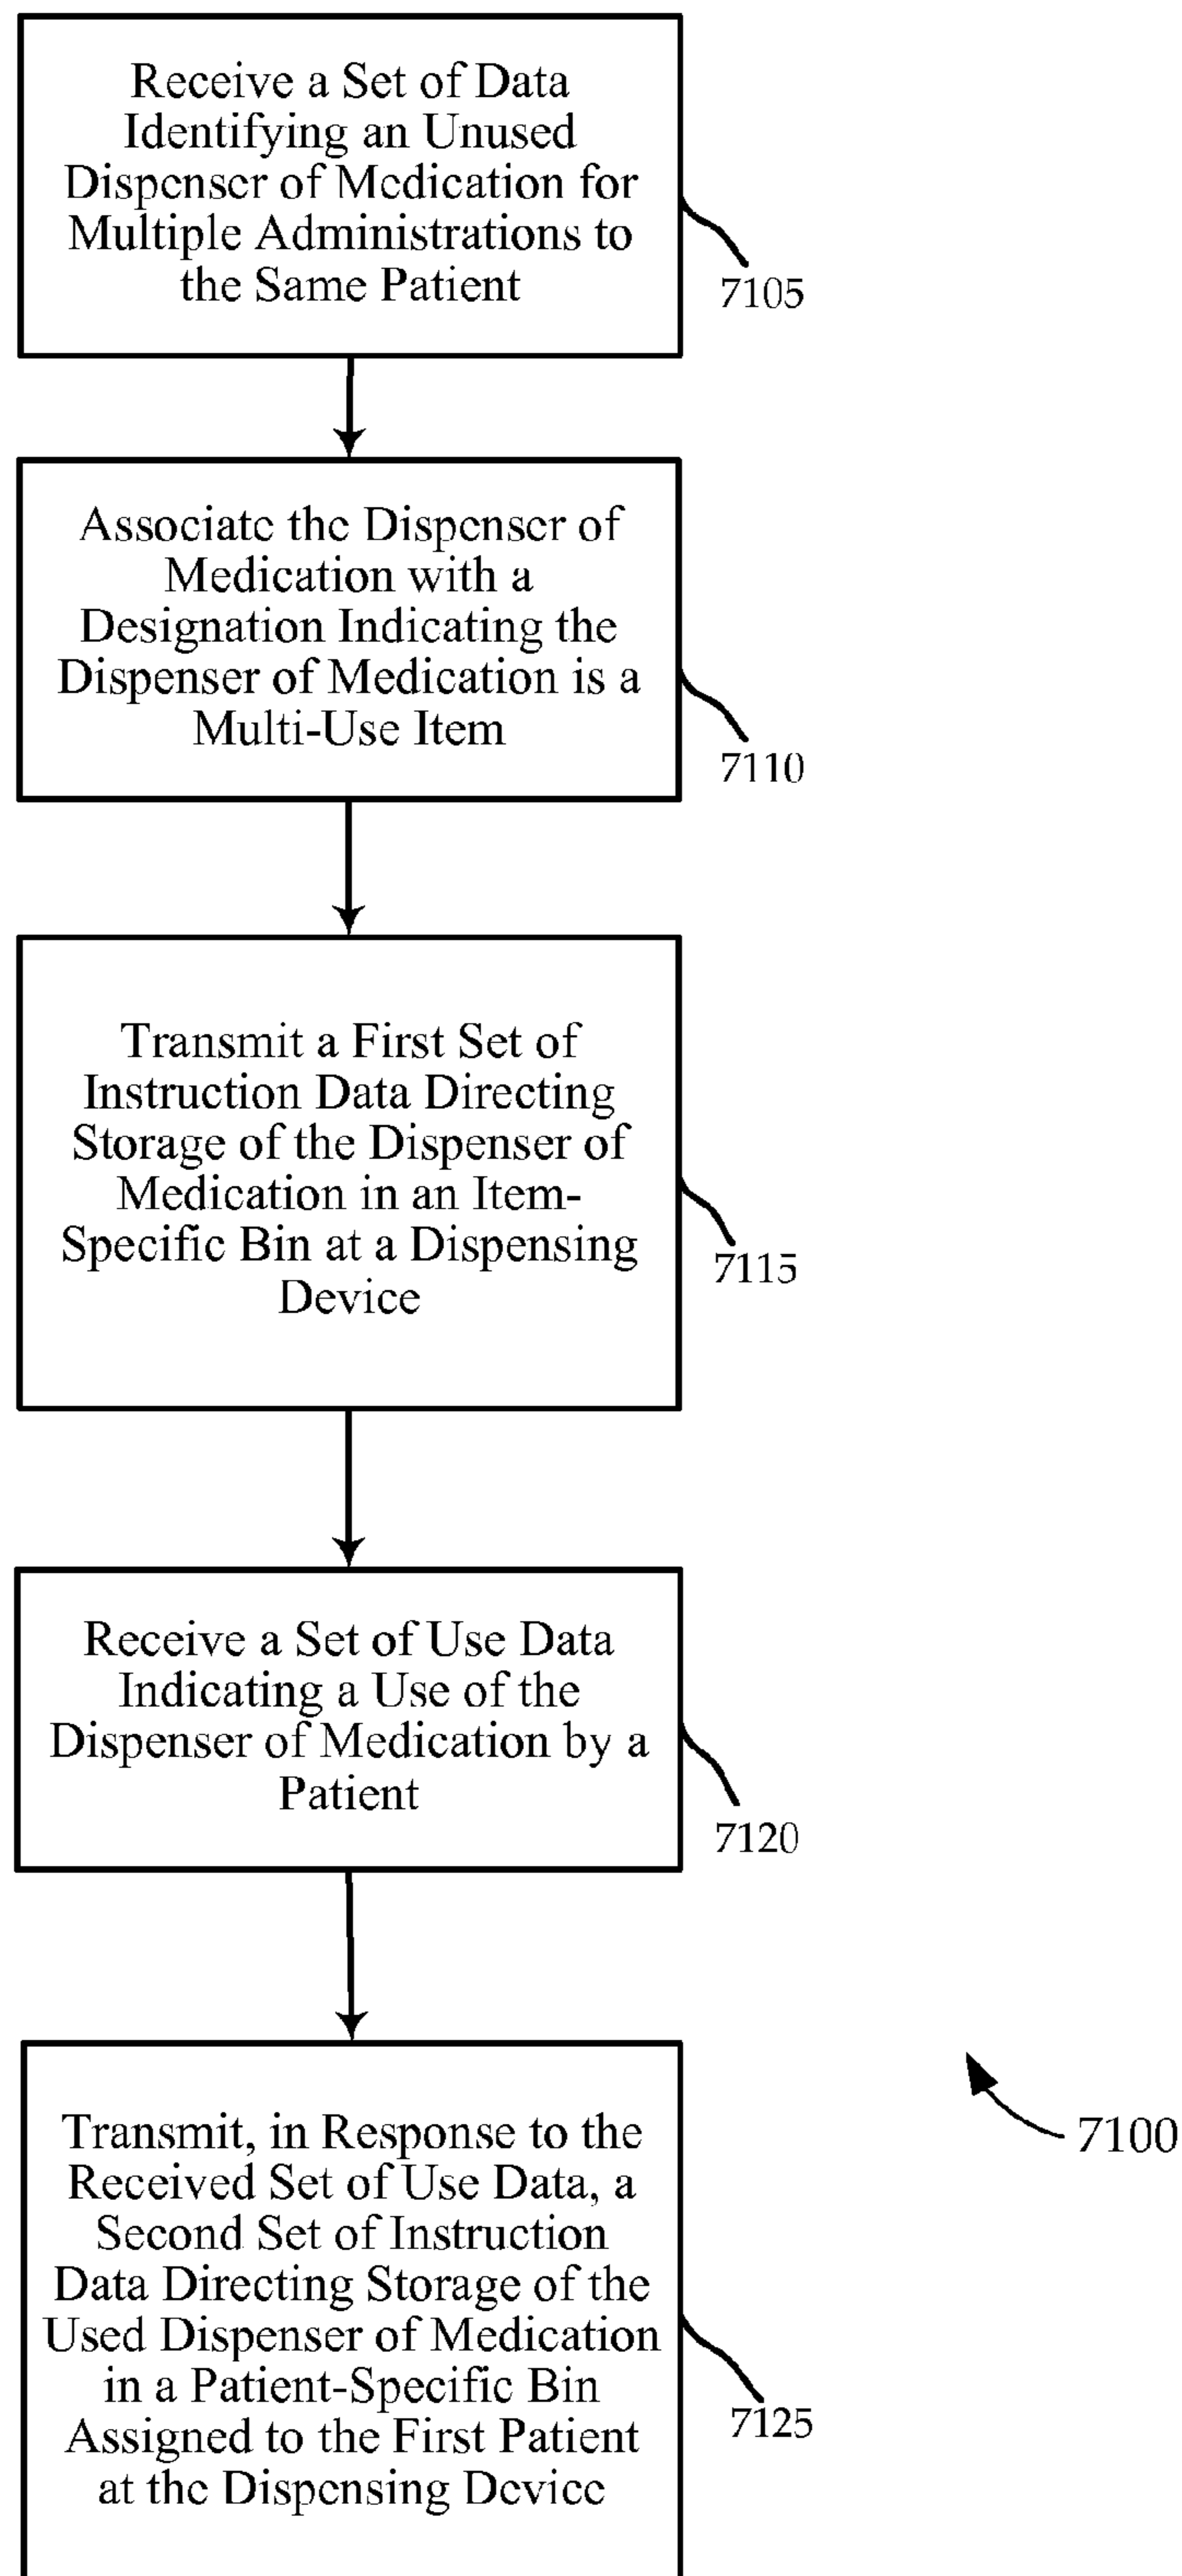 Receive a Set of Data
Identifying an Unused
Dispenser of Medication for
Multiple Administrations to
the Same Patient
7105
Associate the Dispenser of
Medication with a
Designation Indicating the
Dispenser of Medication is a
Multi-Use Item
7110
Transmit a First Set of
Instruction Data Directing
Storage of the Dispenser of
Medication in an Item-
Specific Bin at a Dispensing
Device
7115
Receive a Set of Use Data
Indicating a Use of the
Dispenser of Medication by a
Patient
7120
Transmit, in Response to the
Received Set of Use Data, a
Second Set of Instruction
Data Directing Storage of the
Used Dispenser of Medication
in a Patient-Specific Bin
Assigned to the First Patient
at the Dispensing Device
7125
7100